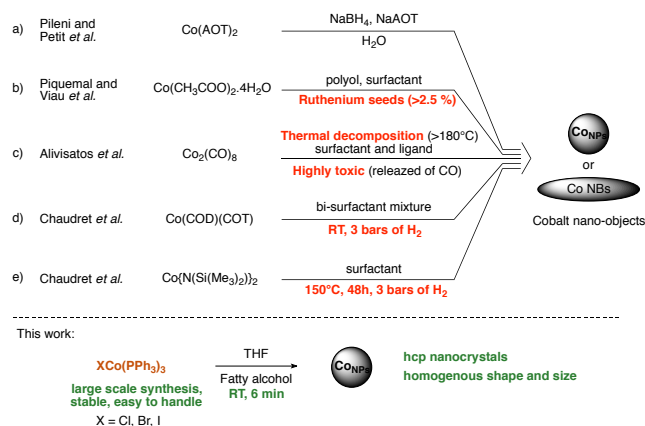 a) Pileni and Petit et al. Co(AOT)2 NaBH4, NaAOT
H2O
b) Piquemal and Viau et al. Co(CH3COO)2.4H2O polyol, surfactant
Ruthenium seeds (>2.5 %)
c) Alivisatos et al. Co2(CO)8 Thermal decomposition (>180°C)
surfactant and ligand
Highly toxic (releazed of CO)
d) Chaudret et al. Co(COD)(COT) bi-surfactant mixture
RT, 3 bars of H2
e) Chaudret et al. Co{N(Si(Me3)2)}2 surfactant
150°C, 48h, 3 bars of H2
CoNPs
or
Co NBs
Cobalt nano-objects
This work:
XCo(PPh3)3
large scale synthesis,
stable, easy to handle
X = Cl, Br, I
THF
Fatty alcohol
RT, 6 min
CoNPs
hcp nanocrystals
homogenous shape and size